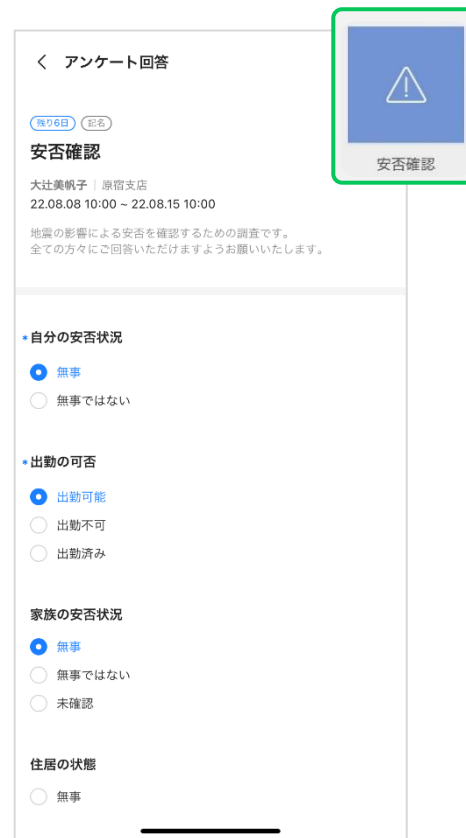 アンケート回答
安否確認
残り6日 記名
安否確認
大辻美帆子 | 原宿支店
22.08.08 10:00 ~ 22.08.15 10:00
地震の影響による安否を確認するための調査です。
全ての方々にご回答いただけますようお願いいたします。
*自分の安否状況
無事
無事ではない
*出勤の可否
出勤可能
出勤不可
出勤済み
家族の安否状況
無事
無事ではない
未確認
住居の状態
無事